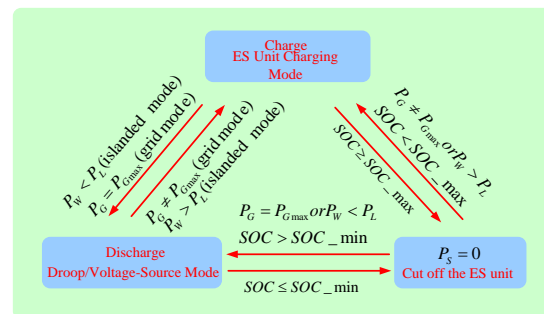 Charge
ES Unit Charging
Mode
P_W < P_L (islanded mode)
P_G = P_Gmax (grid mode)
P_G ≠ P_Gmax (grid mode)
P_W > P_L (islanded mode)
P_G ≠ P_Gmax or P_W > P_L
SOC < SOC_max
SOC ≥ SOC_max
P_G = P_Gmax or P_W < P_L
SOC > SOC_min
Discharge
Droop/Voltage-Source Mode
P_S = 0
Cut off the ES unit
SOC ≤ SOC_min